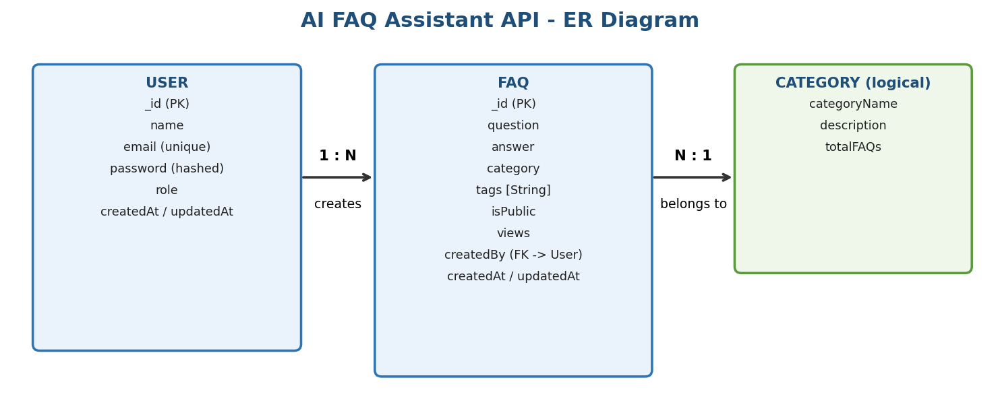 AI FAQ Assistant API - ER Diagram
USER
_id (PK)
name
email (unique)
password (hashed)
role
createdAt / updatedAt
1 : N
creates
FAQ
_id (PK)
question
answer
category
tags [String]
isPublic
views
createdBy (FK -> User)
createdAt / updatedAt
N : 1
belongs to
CATEGORY (logical)
categoryName
description
totalFAQs